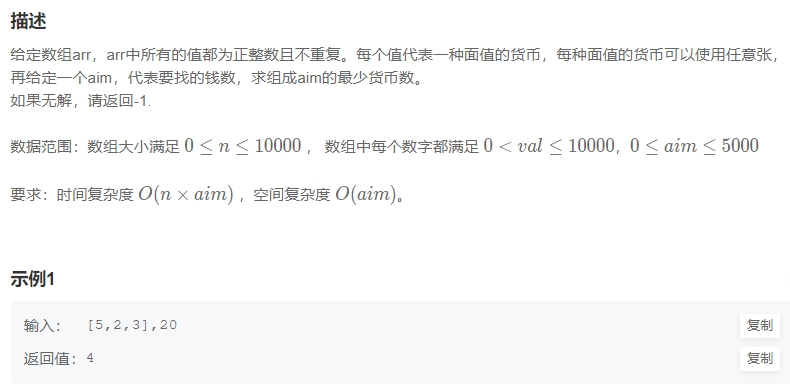 描述
给定数组arr，arr中所有的值都为正整数且不重复。每个值代表一种面值的货币，每种面值的货币可以使用任意张，
再给定一个aim，代表要找的钱数，求组成aim的最少货币数。
如果无解，请返回-1.
数据范围：数组大小满足 0 ≤ n ≤ 10000 ， 数组中每个数字都满足 0 < val ≤ 10000，0 ≤ aim ≤ 5000
要求：时间复杂度 O(n × aim) ，空间复杂度 O(aim)。
示例1
输入： [5,2,3],20 复制
返回值：4 复制